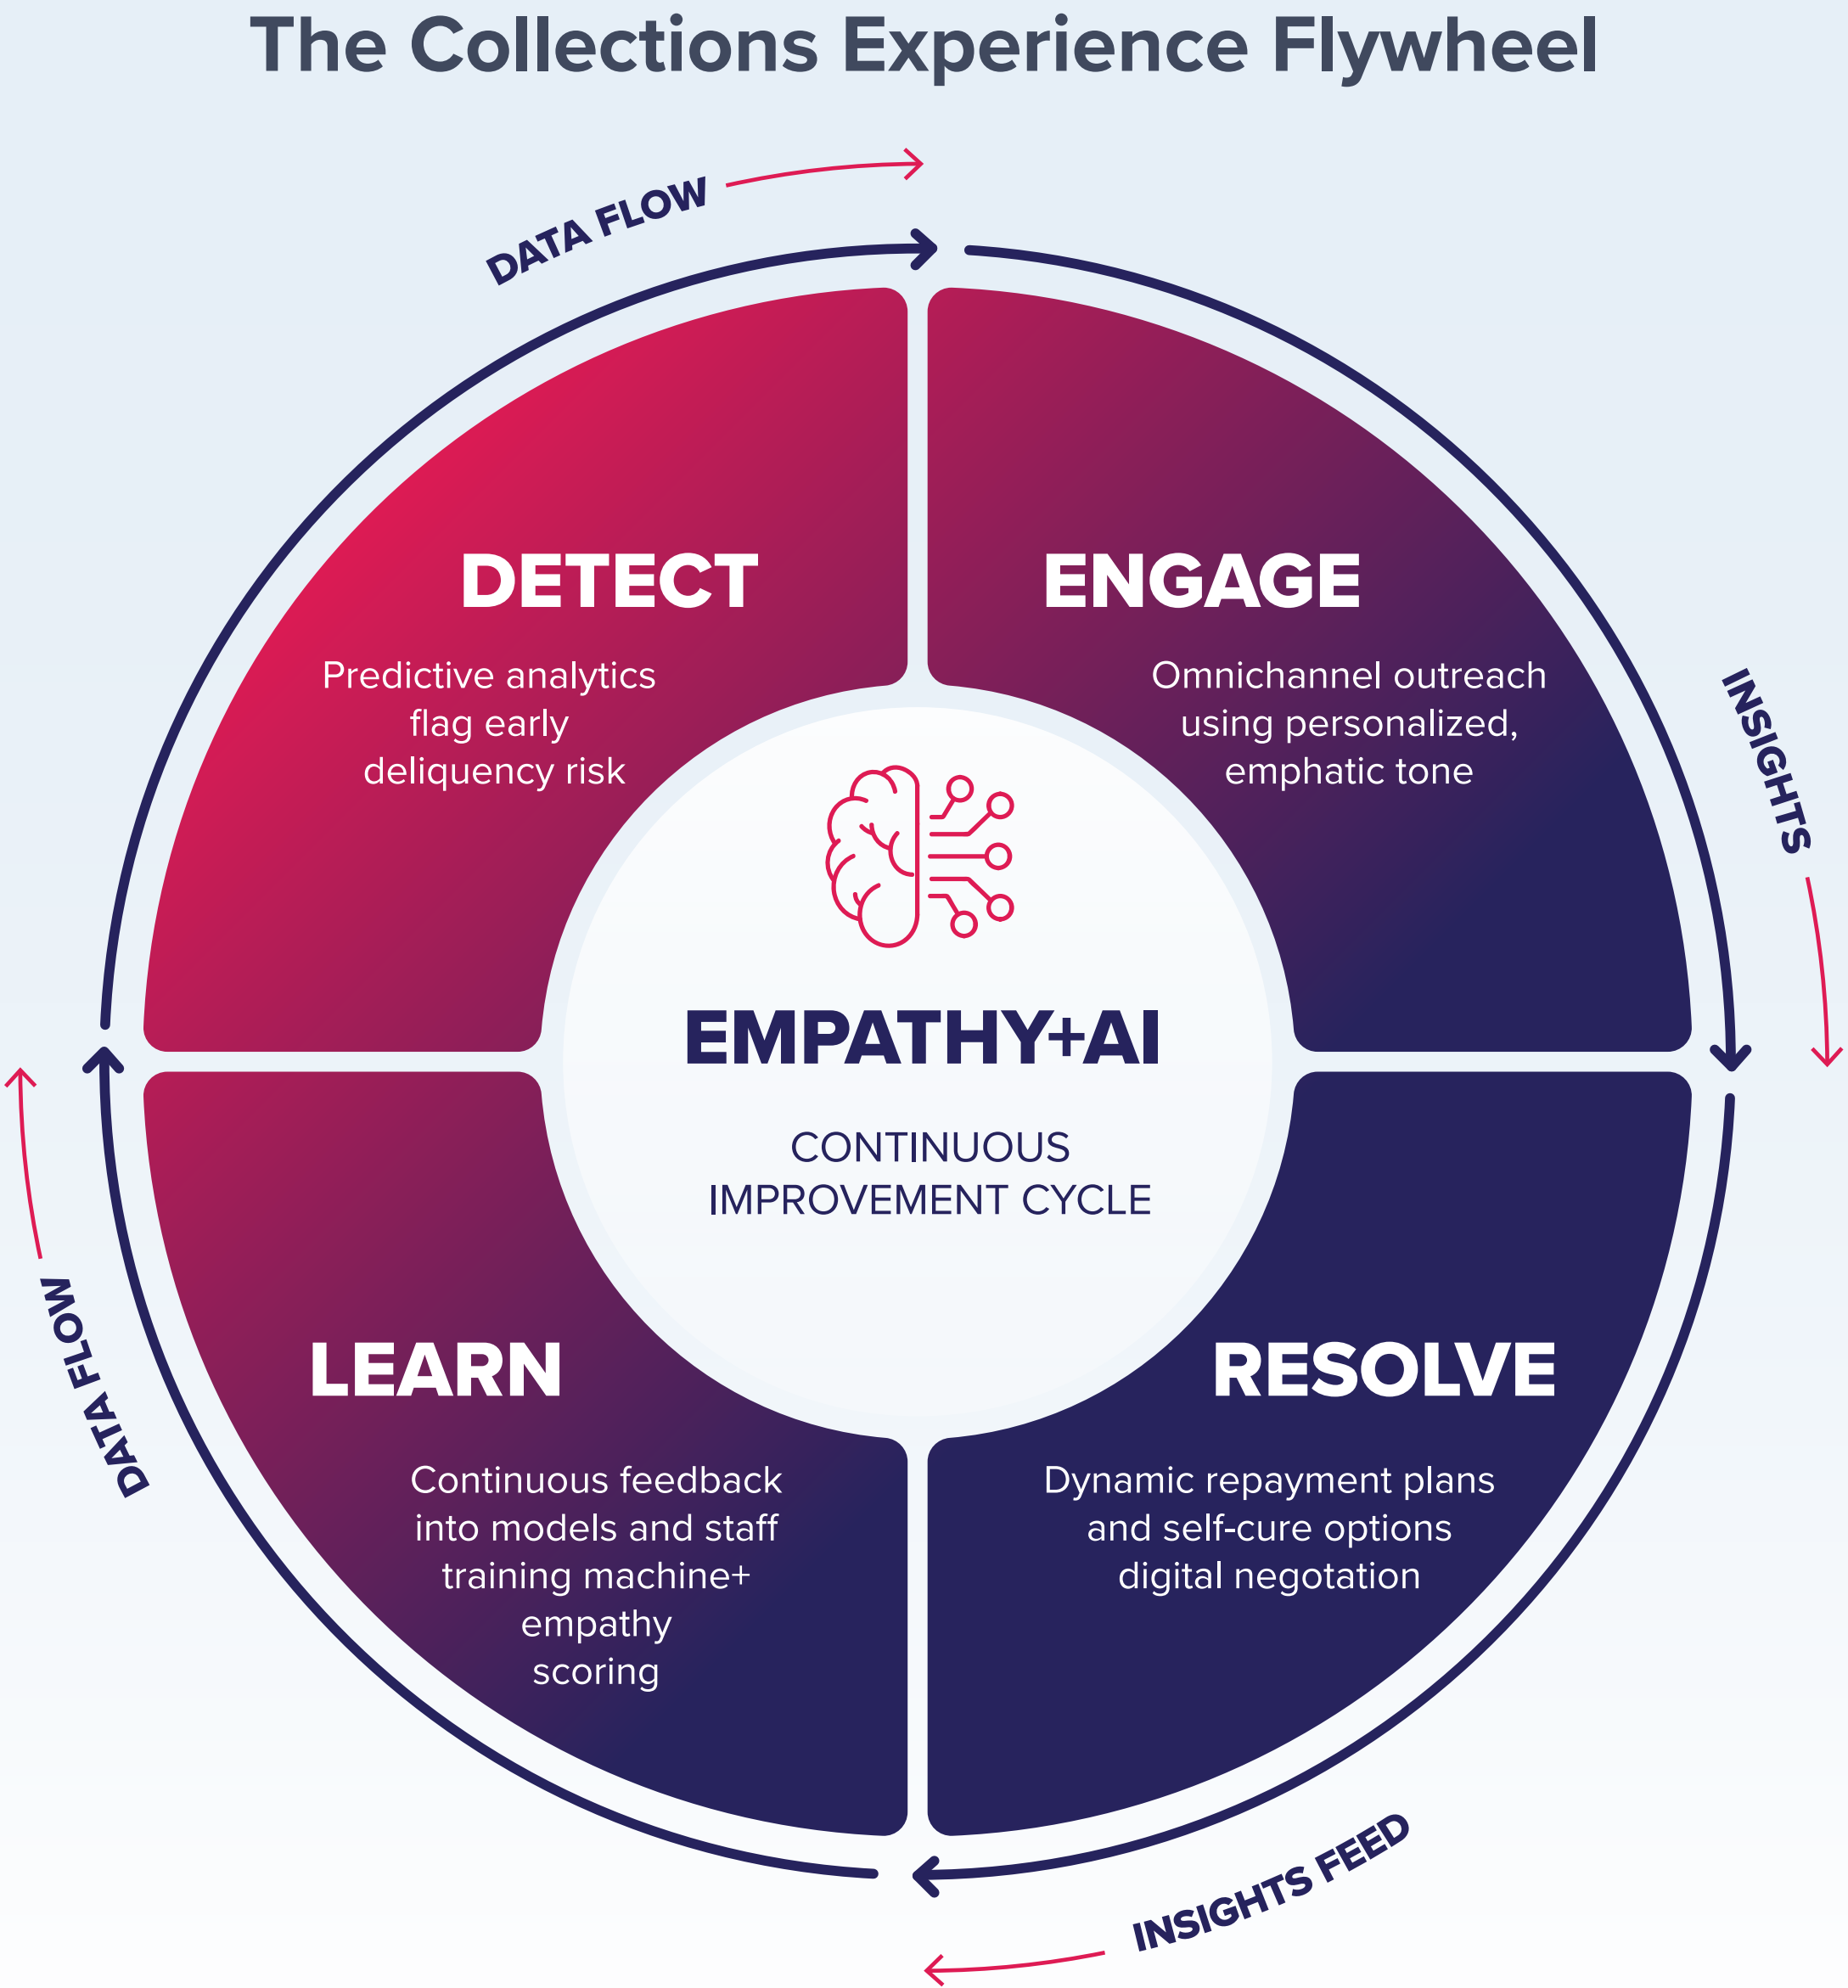 The Collections Experience Flywheel
DATA FLOW
DETECT
Predictive analytics
flag early
deliquency risk
ENGAGE
Omnichannel outreach
using personalized,
emphatic tone
INSIGHTS
EMPATHY+AI
CONTINUOUS
IMPROVEMENT CYCLE
RESOLVE
Dynamic repayment plans
and self-cure options
digital negotation
INSIGHTS FEED
LEARN
Continuous feedback
into models and staff
training machine+
empathy
scoring
DATA FLOW